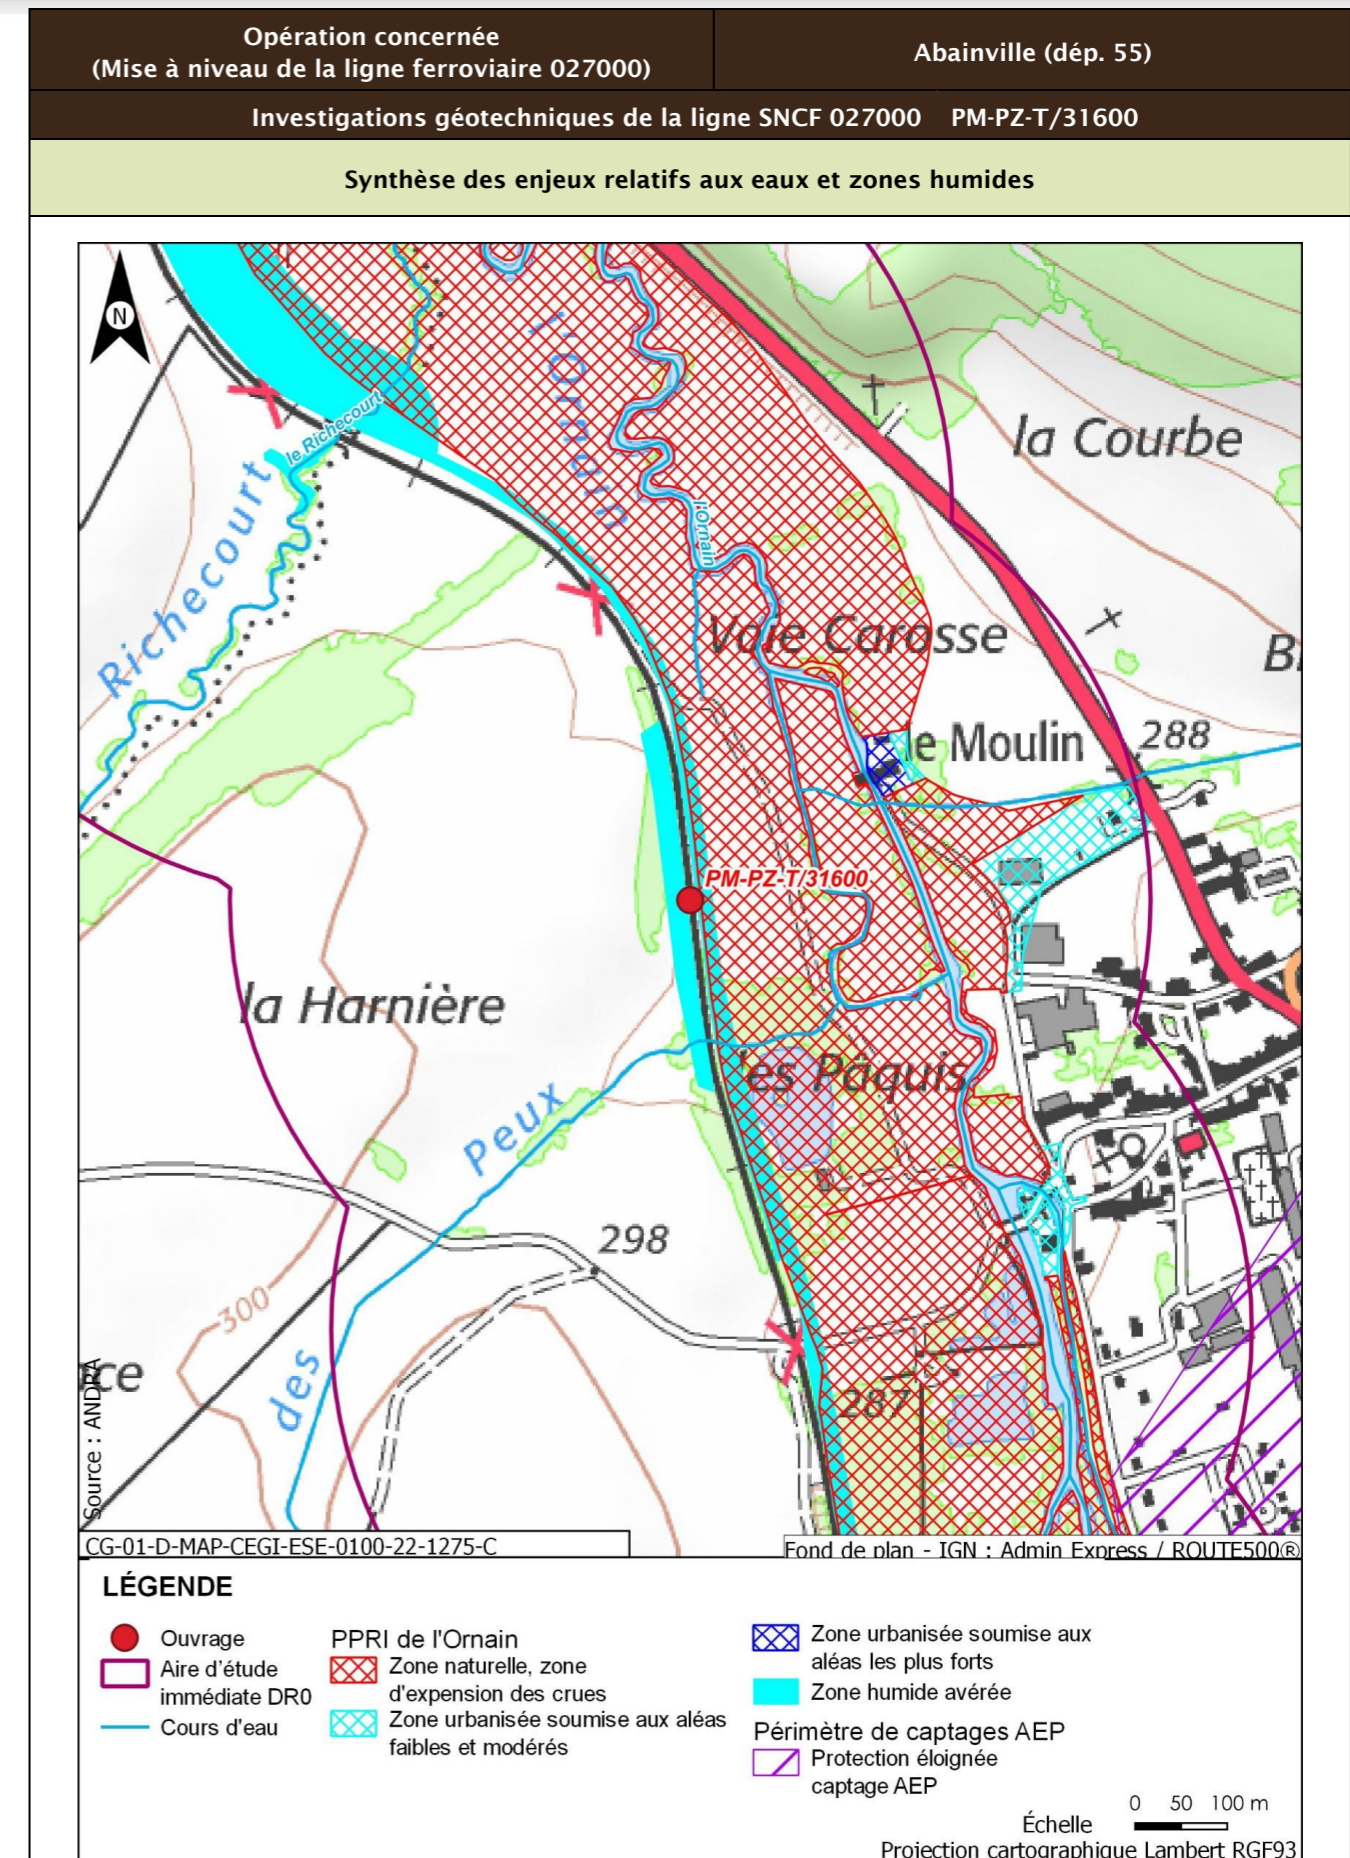 Opération concernée
(Mise à niveau de la ligne ferroviaire 027000)
Abainville (dép. 55)
Investigations géotechniques de la ligne SNCF 027000 PM-PZ-T/31600
Synthèse des enjeux relatifs aux eaux et zones humides
N
l'Ornain
la Courbe
le Richecourt
Richecourt
l'Ornain
Voie Carosse
le Moulin
288
PM-PZ-T/31600
la Harnière
les Pâquis
Peux
298
300
des
287
Source : ANDRA
CG-01-D-MAP-CEGI-ESE-0100-22-1275-C
Fond de plan - IGN : Admin Express / ROUTE500®
LÉGENDE
Ouvrage
Aire d'étude
immédiate DR0
Cours d'eau
PPRI de l'Ornain
Zone naturelle, zone
d'expension des crues
Zone urbanisée soumise aux aléas
faibles et modérés
Zone urbanisée soumise aux
aléas les plus forts
Zone humide avérée
Périmètre de captages AEP
Protection éloignée
captage AEP
0 50 100 m
Échelle
Projection cartographique Lambert RGF93